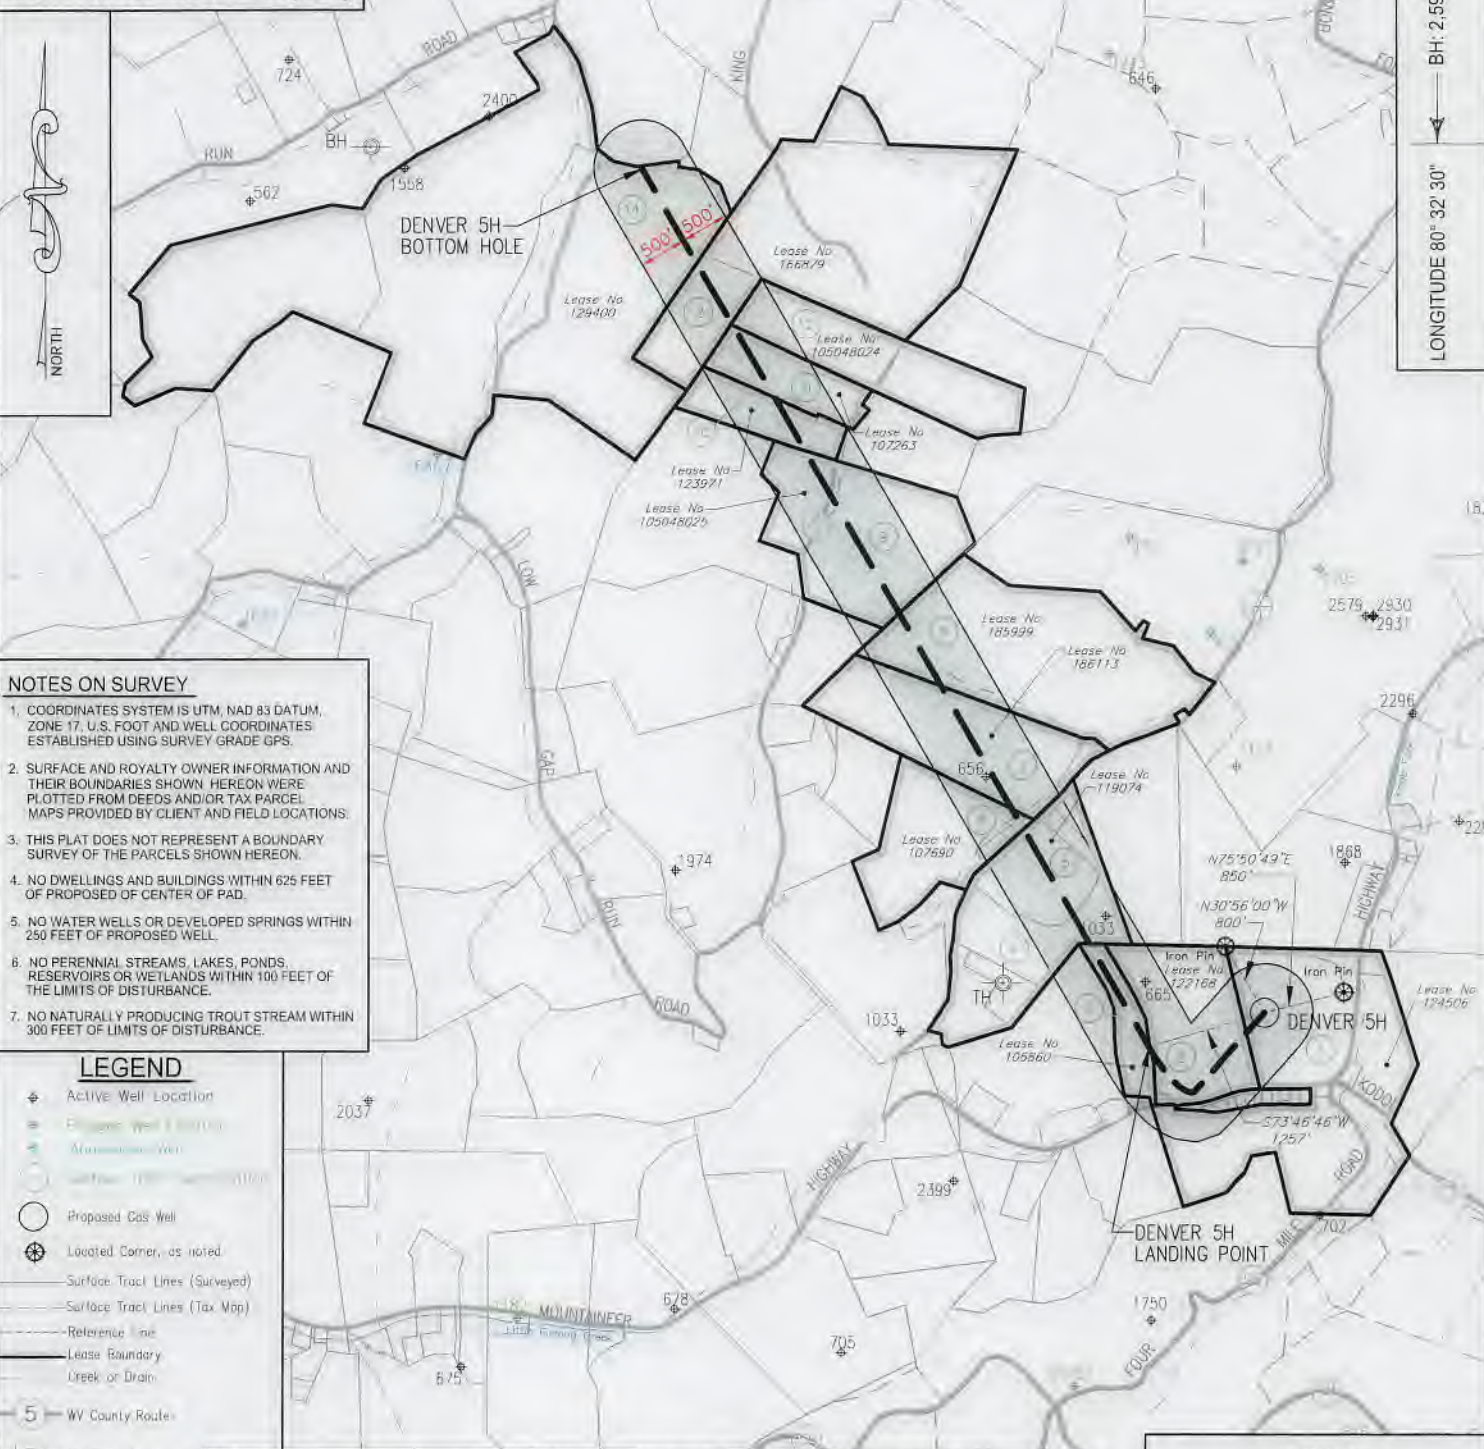 NORTH
724
ROAD
2400
KING
646
BH
RUN
562
1558
DENVER 5H
BOTTOM HOLE
14
500'
500'
Lease No
166879
Lease No
129400
Lease No
105048024
Lease No
107263
Lease No
123971
Lease No
105048025
LOW
GAP
RUN
ROAD
Lease No
185999
Lease No
186113
2579
2930
2931
2296
656
Lease No
119074
Lease No
107690
1974
N75°50'49"E
850'
1868
HIGHWAY
N30°56'00"W
800'
1033
Iron Pin
Lease No
122168
Iron Pin
665
TH
Lease No
124506
1033
DENVER 5H
Lease No
105860
KODOL
S73°46'46"W
1257'
LONGITUDE 80° 32' 30"
BH: 2,59
NOTES ON SURVEY
1. COORDINATES SYSTEM IS UTM, NAD 83 DATUM,
ZONE 17, U.S. FOOT AND WELL COORDINATES
ESTABLISHED USING SURVEY GRADE GPS.
2. SURFACE AND ROYALTY OWNER INFORMATION AND
THEIR BOUNDARIES SHOWN HEREON WERE
PLOTTED FROM DEEDS AND/OR TAX PARCEL
MAPS PROVIDED BY CLIENT AND FIELD LOCATIONS.
3. THIS PLAT DOES NOT REPRESENT A BOUNDARY
SURVEY OF THE PARCELS SHOWN HEREON.
4. NO DWELLINGS AND BUILDINGS WITHIN 625 FEET
OF PROPOSED OF CENTER OF PAD.
5. NO WATER WELLS OR DEVELOPED SPRINGS WITHIN
250 FEET OF PROPOSED WELL.
6. NO PERENNIAL STREAMS, LAKES, PONDS,
RESERVOIRS OR WETLANDS WITHIN 100 FEET OF
THE LIMITS OF DISTURBANCE.
7. NO NATURALLY PRODUCING TROUT STREAM WITHIN
300 FEET OF LIMITS OF DISTURBANCE.
LEGEND
Active Well Location
Proposed Gas Well
Located Corner, as noted
Surface Tract Lines (Surveyed)
Surface Tract Lines (Tax Map)
Reference Line
Lease Boundary
Creek or Drain
5 WV County Route
2037
HIGHWAY
2399
DENVER 5H
LANDING POINT
702
FOUR
MILE
ROAD
MOUNTAINEER
678
705
1750
675